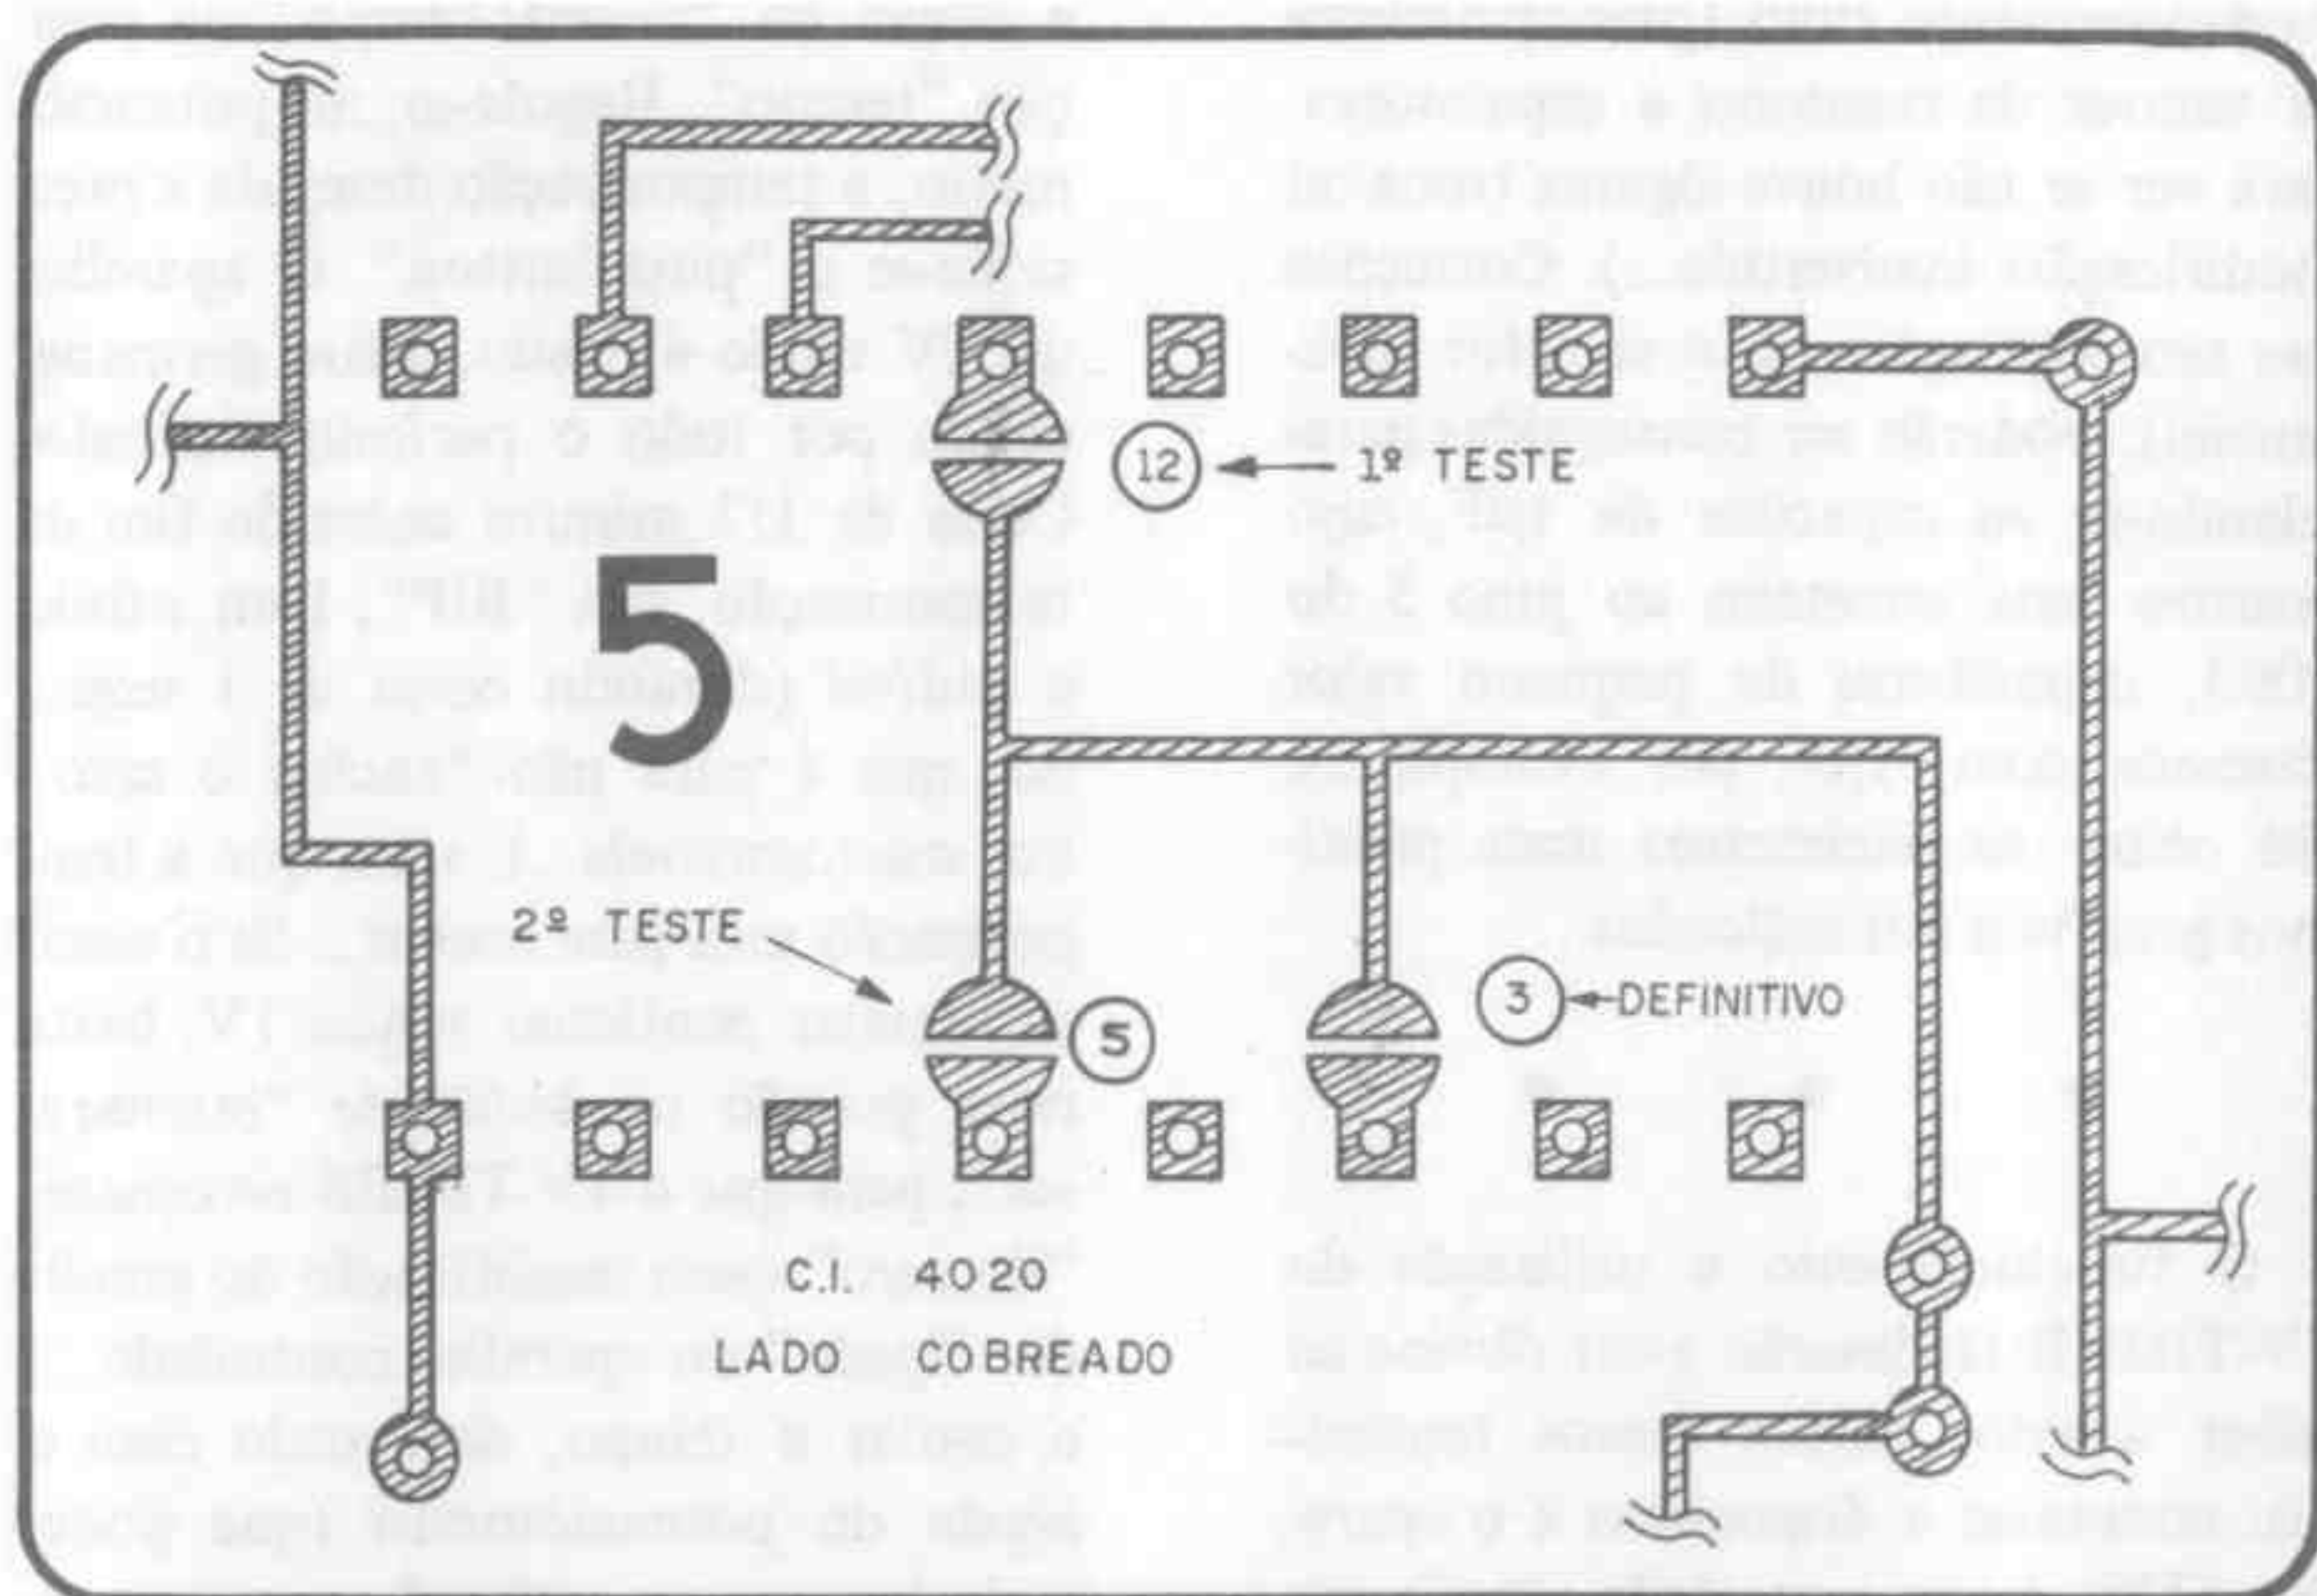 12 1º TESTE
5
2º TESTE
5
3 DEFINITIVO
C.I. 4020
LADO COBREADO